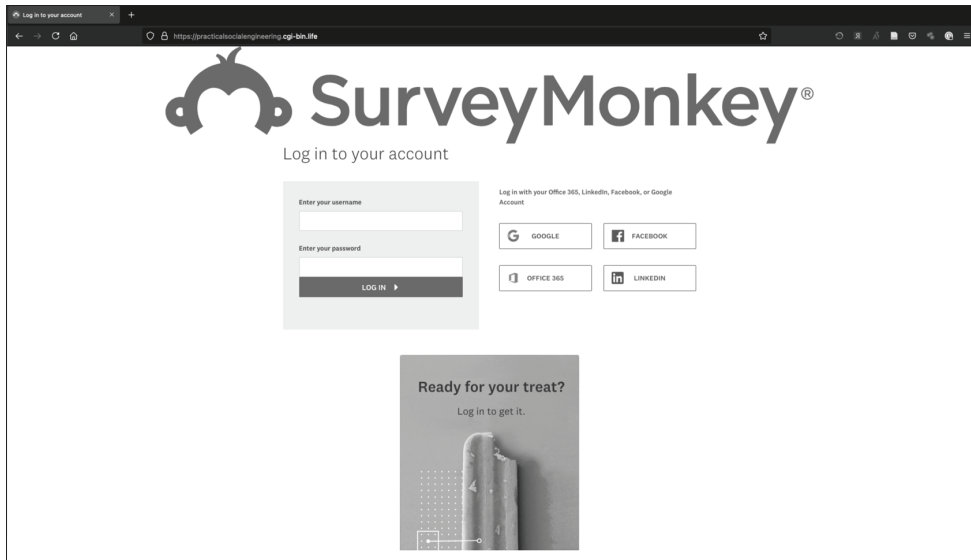 Log in to your account
https://practicalsocialengineering.cgi-bin.life
SurveyMonkey®
Log in to your account
Enter your username
Enter your password
LOG IN
Log in with your Office 365, LinkedIn, Facebook, or Google
Account
GOOGLE
FACEBOOK
OFFICE 365
LINKEDIN
Ready for your treat?
Log in to get it.